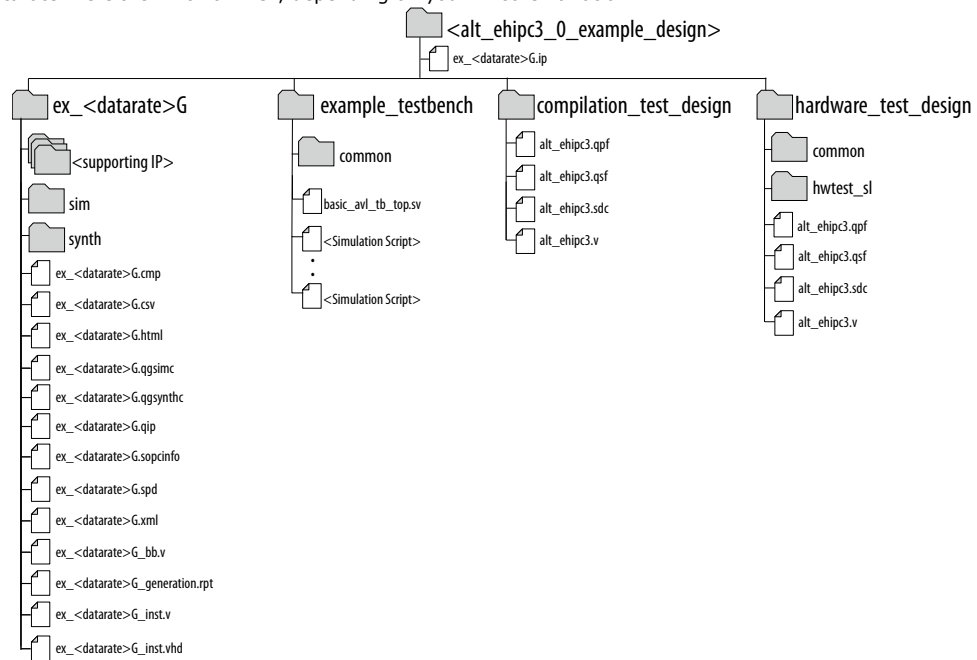 <alt_ehipc3_0_example_design>
ex_<datarate>G.ip
ex_<datarate>G
<supporting IP>
sim
synth
ex_<datarate>G.cmp
ex_<datarate>G.csv
ex_<datarate>G.html
ex_<datarate>G.qgsimc
ex_<datarate>G.qgsynthc
ex_<datarate>G.qip
ex_<datarate>G.sopcinfo
ex_<datarate>G.spd
ex_<datarate>G.xml
ex_<datarate>G_bb.v
ex_<datarate>G_generation.rpt
ex_<datarate>G_inst.v
ex_<datarate>G_inst.vhd
example_testbench
common
basic_avl_tb_top.sv
<Simulation Script>
<Simulation Script>
compilation_test_design
alt_ehipc3.qpf
alt_ehipc3.qsf
alt_ehipc3.sdc
alt_ehipc3.v
hardware_test_design
common
hwtest_sl
alt_ehipc3.qpf
alt_ehipc3.qsf
alt_ehipc3.sdc
alt_ehipc3.v